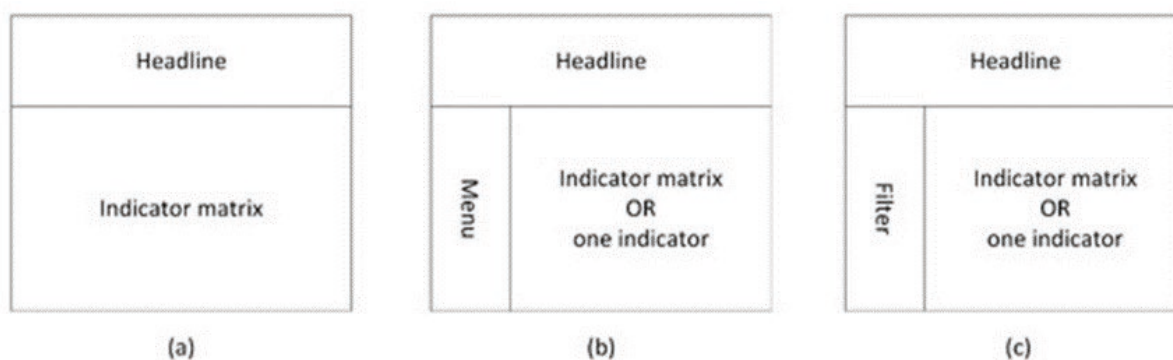 Headline
Indicator matrix
(a)
Headline
Menu
Indicator matrix
OR
one indicator
(b)
Headline
Filter
Indicator matrix
OR
one indicator
(c)